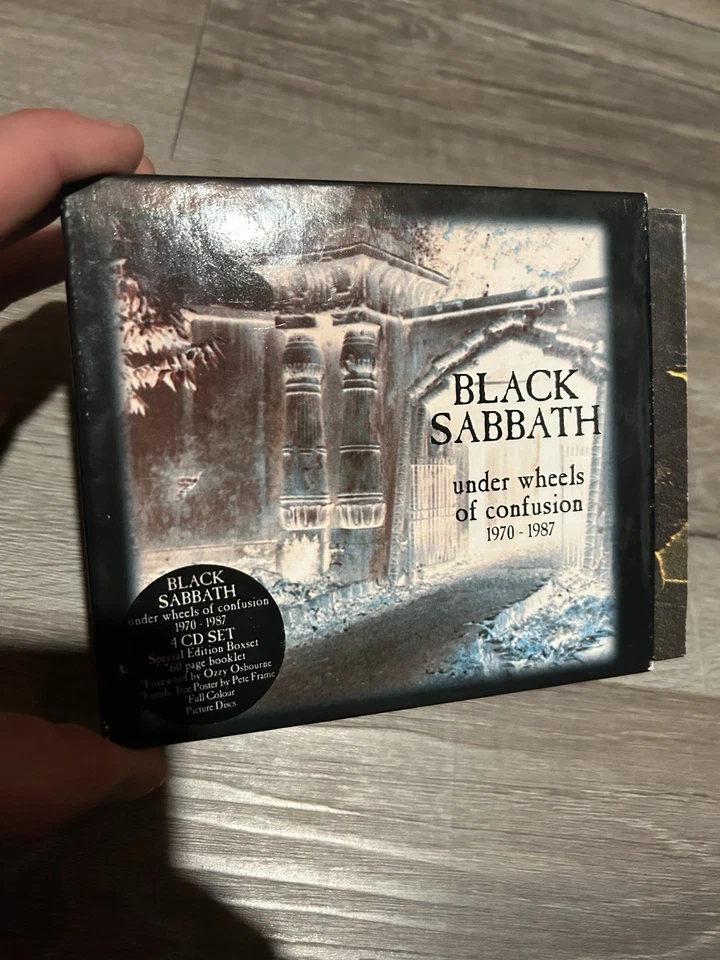 BLACK
SABBATH
under wheels
of confusion
1970 - 1987
BLACK
SABBATH
under wheels of confusion
1970 - 1987
4 CD SET
Special Edition Boxset
*60 page booklet
*Foreword by Ozzy Osbourne
*Family Tree Poster by Pete Frame
*Full Colour
Picture Discs